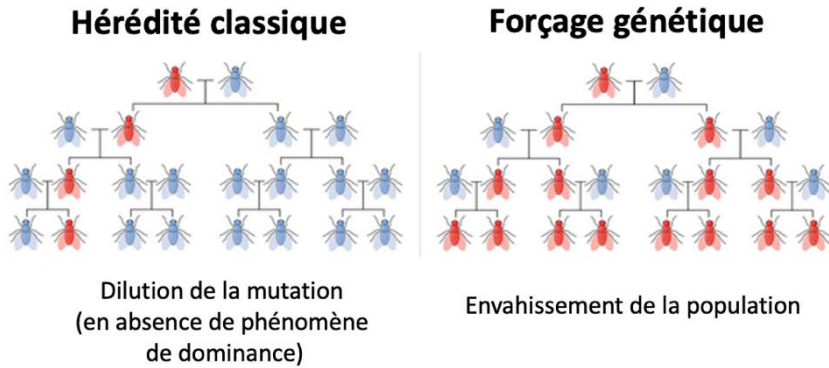 Hérédité classique
Forçage génétique
Dilution de la mutation
(en absence de phénomène
de dominance)
Envahissement de la population